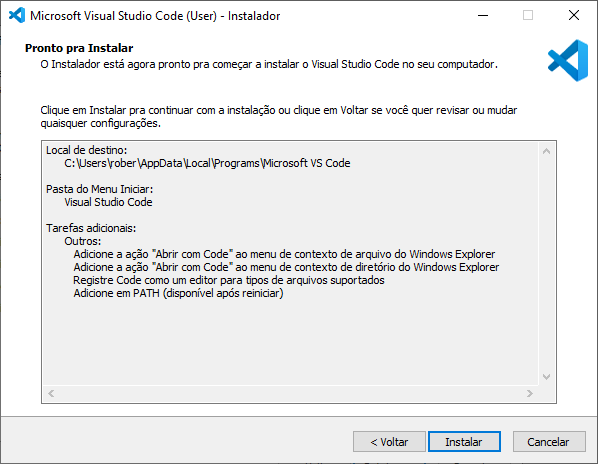 Microsoft Visual Studio Code (User) - Instalador
Pronto pra Instalar
O Instalador está agora pronto pra começar a instalar o Visual Studio Code no seu computador.
Clique em Instalar pra continuar com a instalação ou clique em Voltar se você quer revisar ou mudar
quaisquer configurações.
Local de destino:
C:\Users\rober\AppData\Local\Programs\Microsoft VS Code
Pasta do Menu Iniciar:
Visual Studio Code
Tarefas adicionais:
Outros:
Adicione a ação "Abrir com Code" ao menu de contexto de arquivo do Windows Explorer
Adicione a ação "Abrir com Code" ao menu de contexto de diretório do Windows Explorer
Registre Code como um editor para tipos de arquivos suportados
Adicione em PATH (disponível após reiniciar)
< Voltar Instalar Cancelar